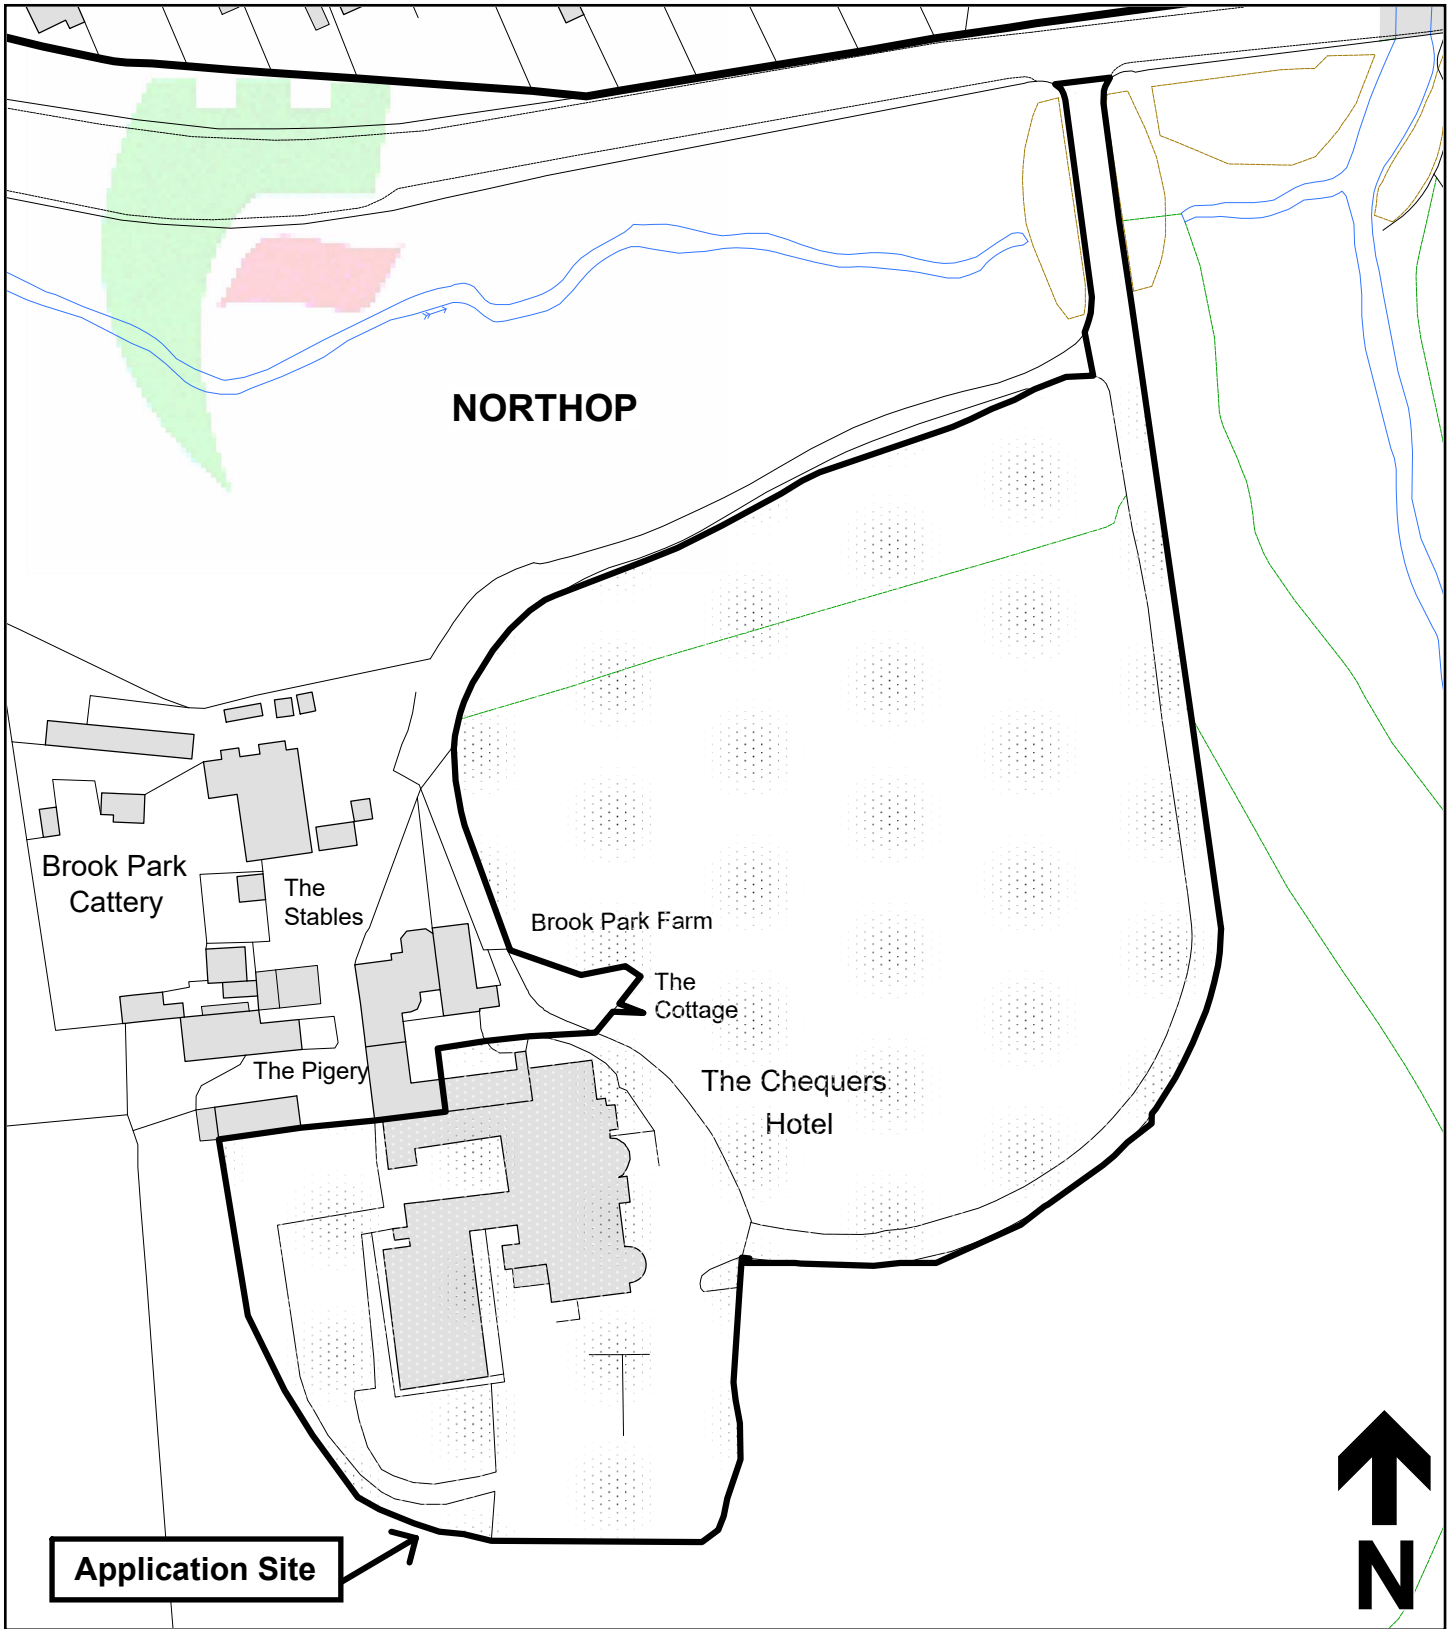 NORTHOP
Brook Park
Cattery
The
Stables
Brook Park Farm
The
Cottage
The Pigery
The Chequers
Hotel
Application Site
N